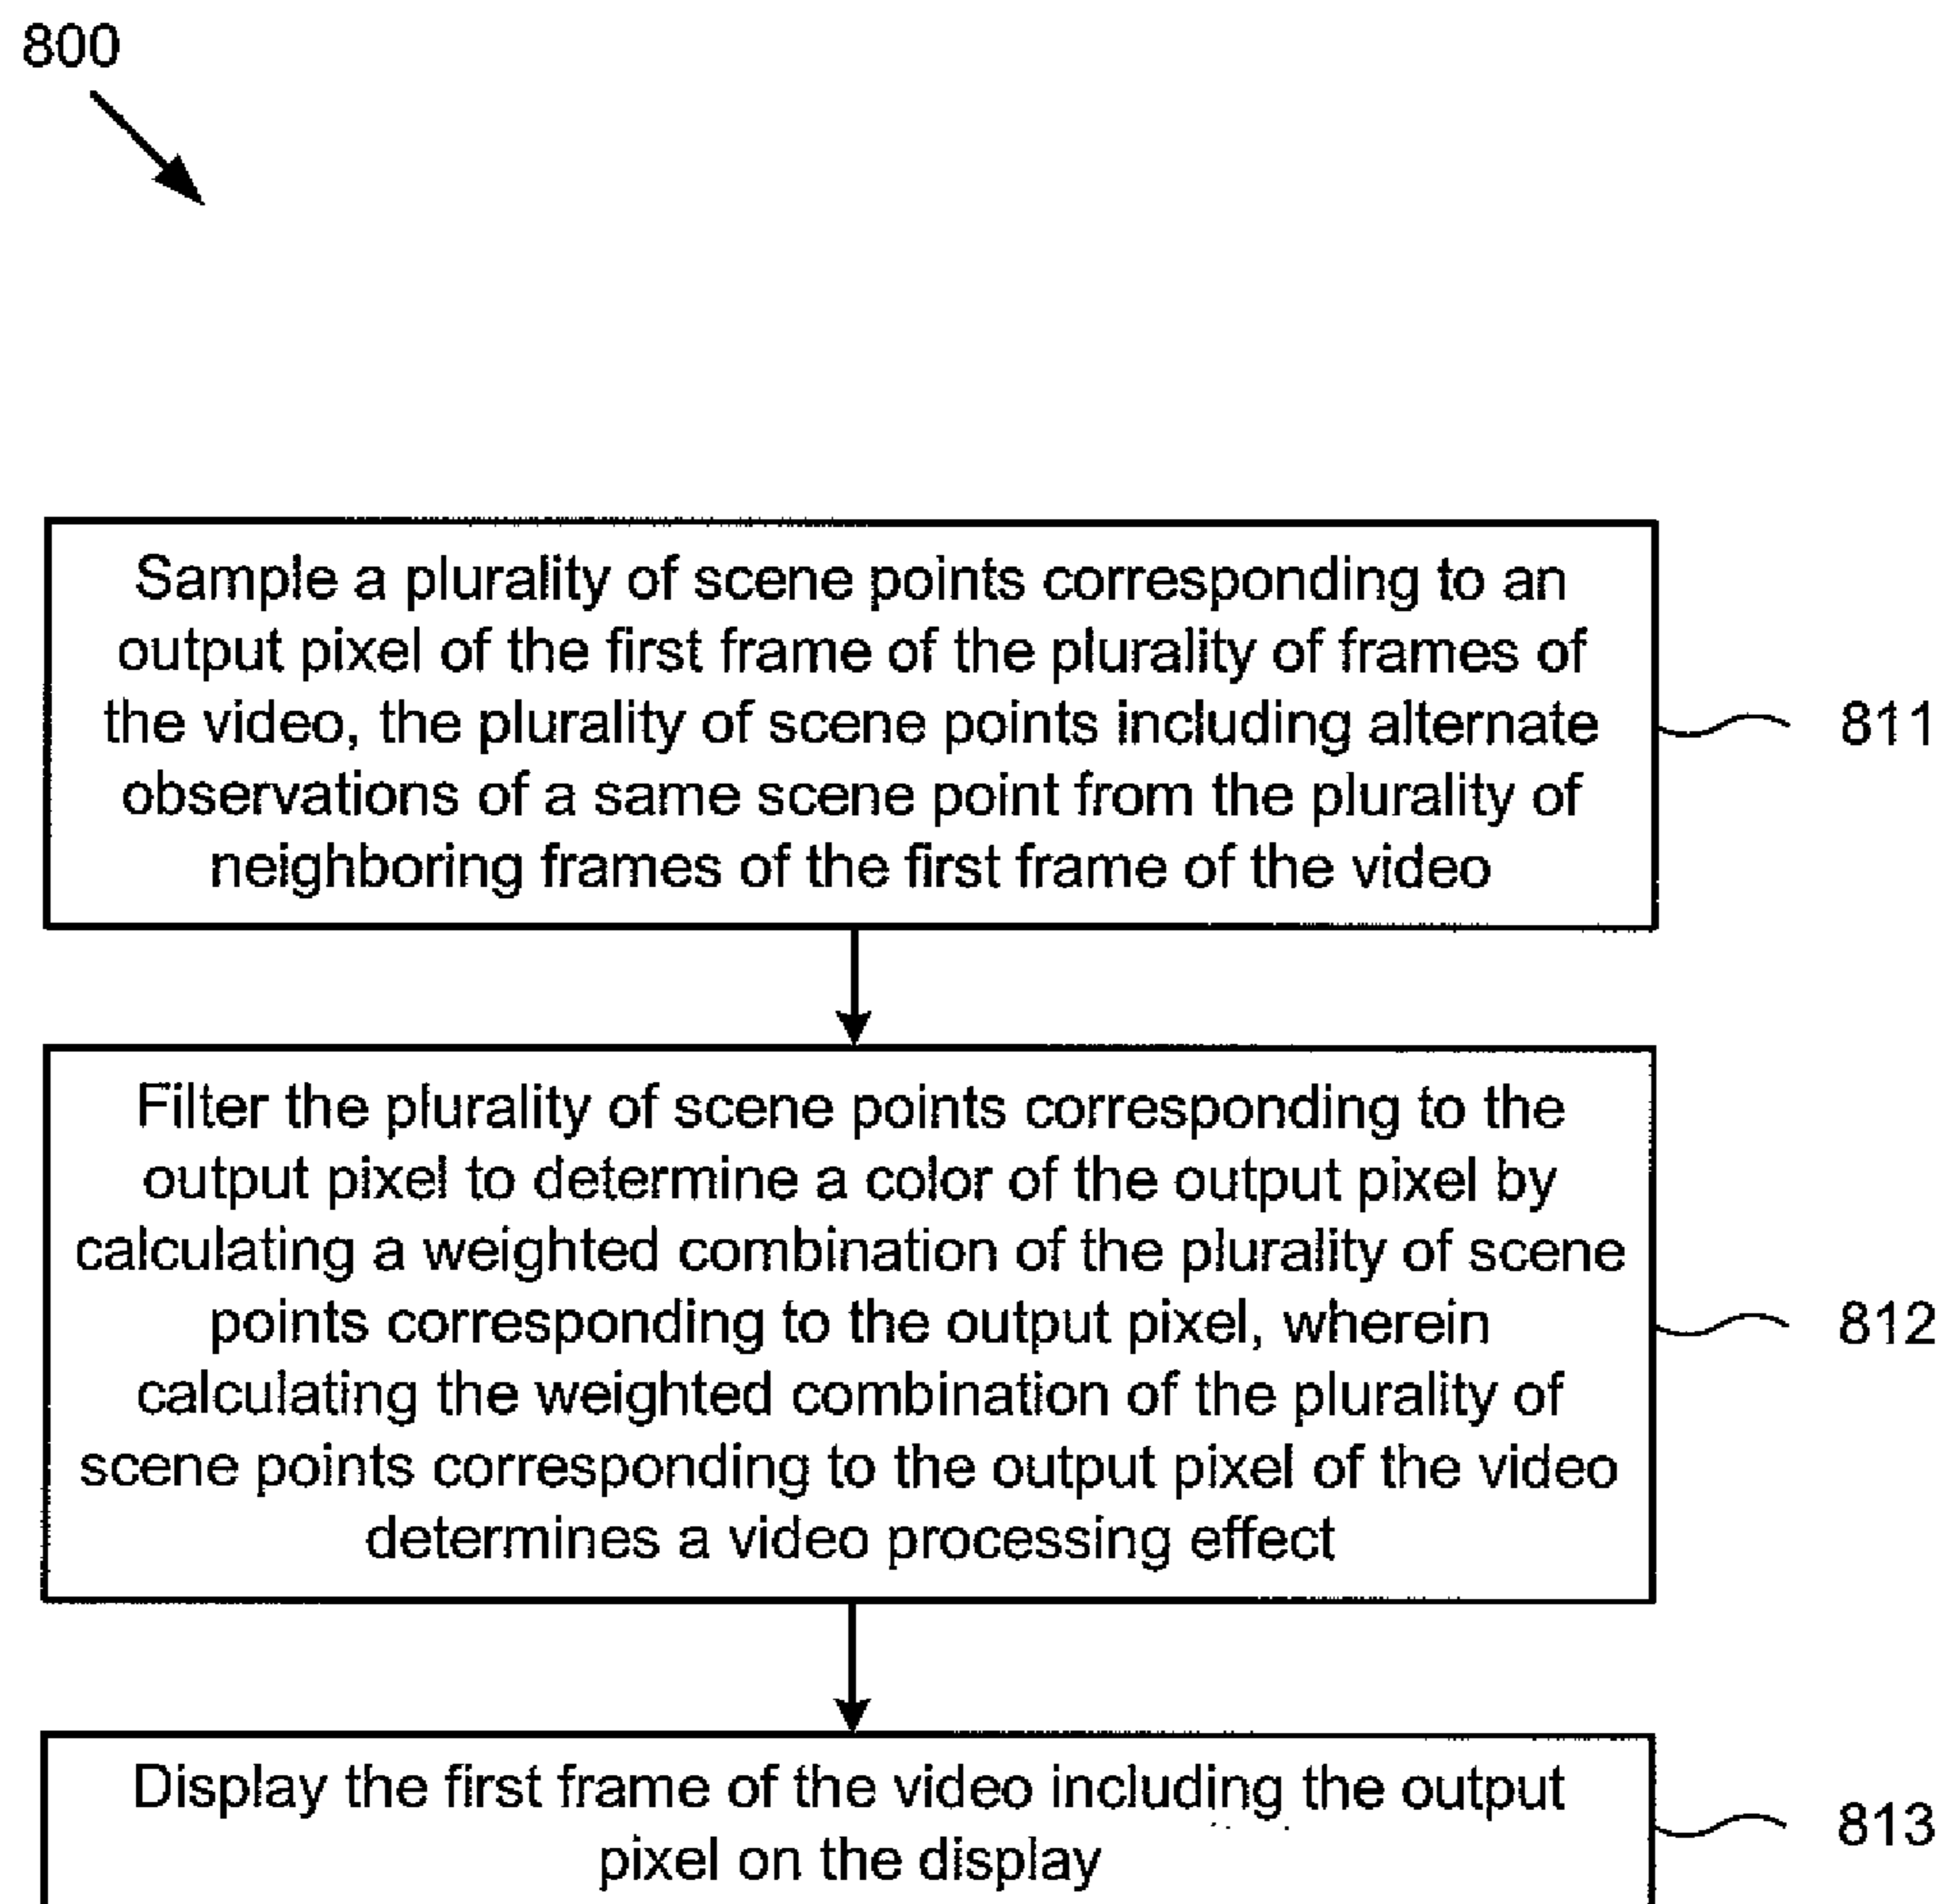 800
Sample a plurality of scene points corresponding to an
output pixel of the first frame of the plurality of frames of
the video, the plurality of scene points including alternate
observations of a same scene point from the plurality of
neighboring frames of the first frame of the video
811
Filter the plurality of scene points corresponding to the
output pixel to determine a color of the output pixel by
calculating a weighted combination of the plurality of scene
points corresponding to the output pixel, wherein
calculating the weighted combination of the plurality of
scene points corresponding to the output pixel of the video
determines a video processing effect
812
Display the first frame of the video including the output
pixel on the display
813